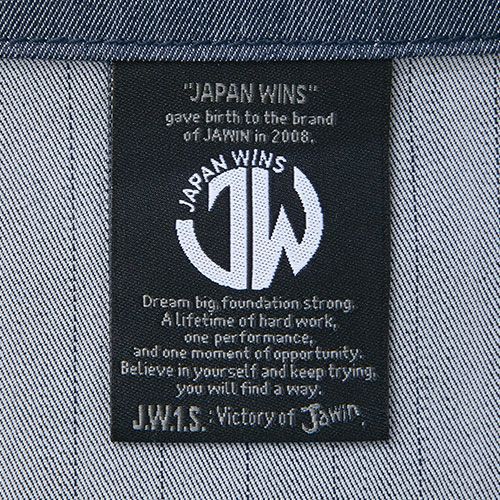 "JAPAN WINS"
gave birth to the brand
of JAWIN in 2008.
JAPAN WINS
JW
Dream big, foundation strong.
A lifetime of hard work,
one performance,
and one moment of opportunity.
Believe in yourself and keep trying,
you will find a way.
J.W.1.S. : Victory of Jawin.